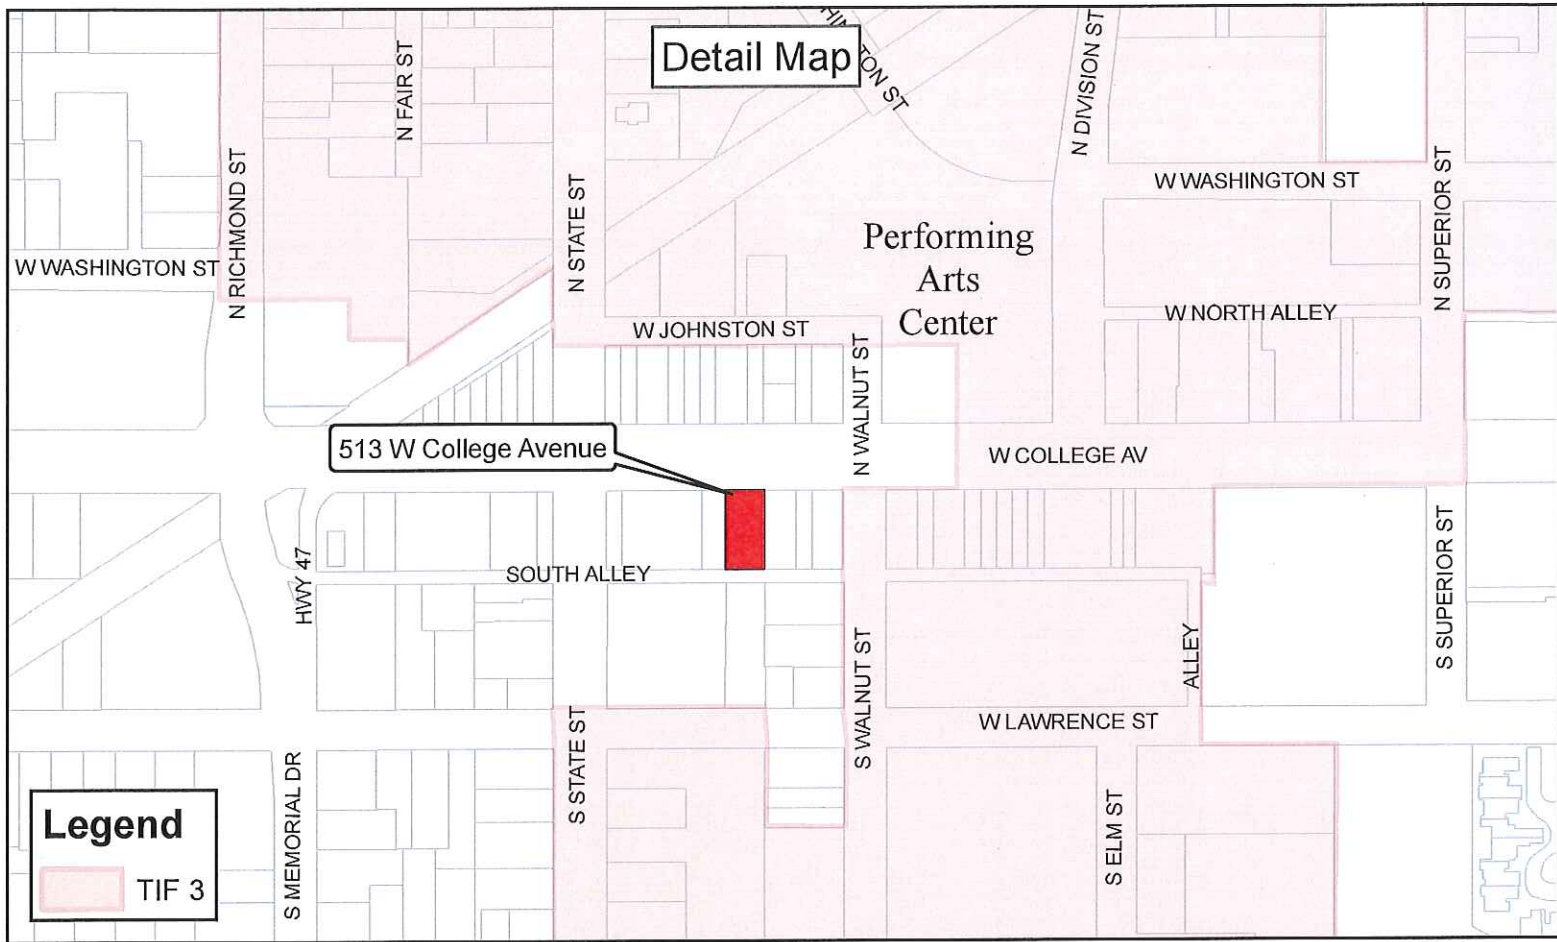 Detail Map
N FAIR ST
TON ST
N DIVISION ST
N RICHMOND ST
N STATE ST
W WASHINGTON ST
N SUPERIOR ST
W WASHINGTON ST
Performing
Arts
Center
W NORTH ALLEY
W JOHNSTON ST
N WALNUT ST
513 W College Avenue
W COLLEGE AV
HWY 47
SOUTH ALLEY
S SUPERIOR ST
ALLEY
S WALNUT ST
W LAWRENCE ST
S STATE ST
S MEMORIAL DR
S ELM ST
Legend
TIF 3